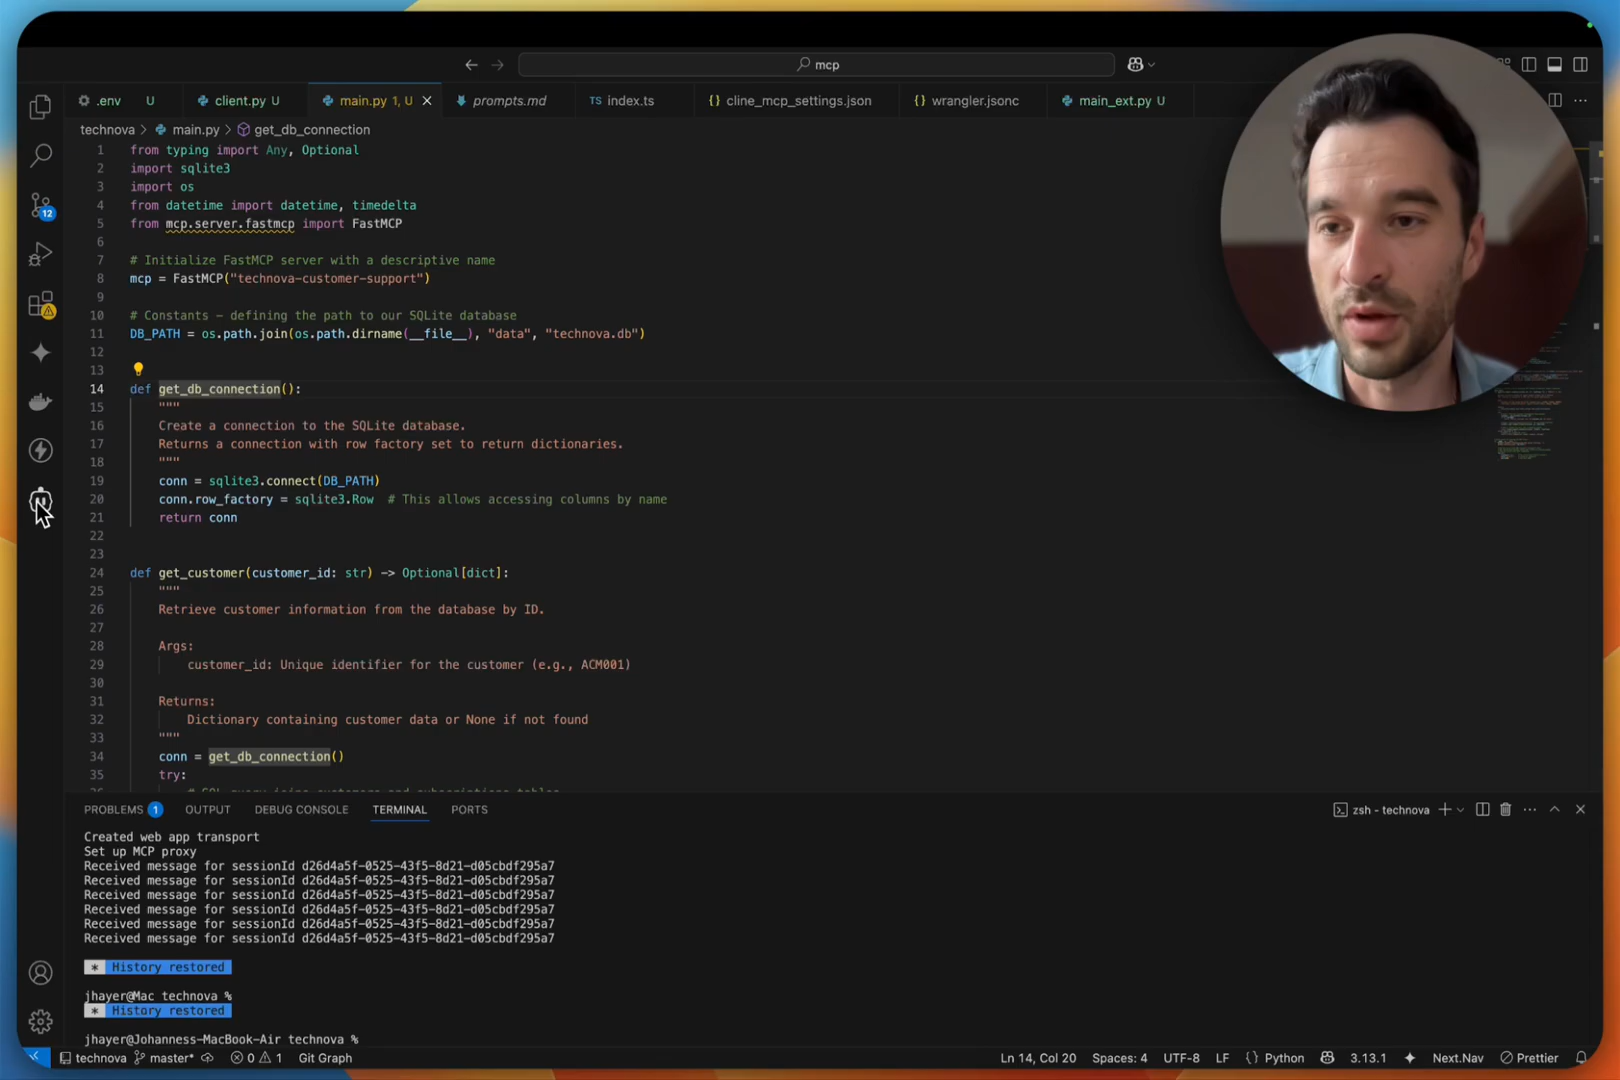 mcp
.env U
client.py U
main.py 1, U
prompts.md
TS index.ts
{} cline_mcp_settings.json
{} wrangler.jsonc
main_ext.py U
technova > main.py > get_db_connection
1 from typing import Any, Optional
2 import sqlite3
3 import os
4 from datetime import datetime, timedelta
5 from mcp.server.fastmcp import FastMCP
6
7 # Initialize FastMCP server with a descriptive name
8 mcp = FastMCP("technova-customer-support")
9
10 # Constants – defining the path to our SQLite database
11 DB_PATH = os.path.join(os.path.dirname(__file__), "data", "technova.db")
12
13
14 def get_db_connection():
15 """
16 Create a connection to the SQLite database.
17 Returns a connection with row factory set to return dictionaries.
18 """
19 conn = sqlite3.connect(DB_PATH)
20 conn.row_factory = sqlite3.Row # This allows accessing columns by name
21 return conn
22
23
24 def get_customer(customer_id: str) -> Optional[dict]:
25 """
26 Retrieve customer information from the database by ID.
27
28 Args:
29 customer_id: Unique identifier for the customer (e.g., ACM001)
30
31 Returns:
32 Dictionary containing customer data or None if not found
33 """
34 conn = get_db_connection()
35 try:
12
PROBLEMS 1 OUTPUT DEBUG CONSOLE TERMINAL PORTS
zsh - technova
Created web app transport
Set up MCP proxy
Received message for sessionId d26d4a5f-0525-43f5-8d21-d05cbdf295a7
Received message for sessionId d26d4a5f-0525-43f5-8d21-d05cbdf295a7
Received message for sessionId d26d4a5f-0525-43f5-8d21-d05cbdf295a7
Received message for sessionId d26d4a5f-0525-43f5-8d21-d05cbdf295a7
Received message for sessionId d26d4a5f-0525-43f5-8d21-d05cbdf295a7
Received message for sessionId d26d4a5f-0525-43f5-8d21-d05cbdf295a7
* History restored
jhayer@Mac technova %
* History restored
jhayer@Johanness-MacBook-Air technova %
technova master* 0 1 Git Graph
Ln 14, Col 20 Spaces: 4 UTF-8 LF {} Python 3.13.1 Next.Nav Prettier